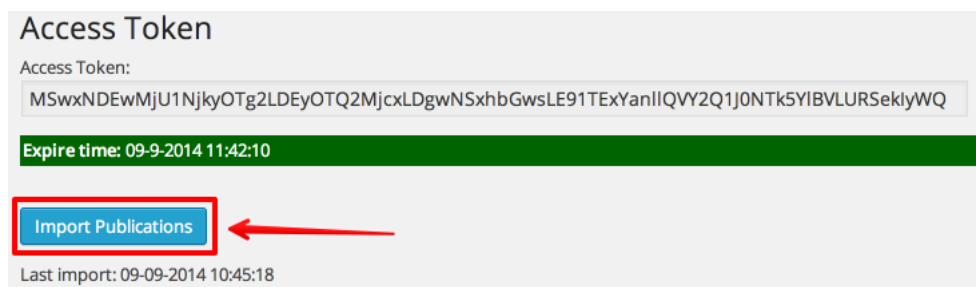 Access Token
Access Token:
MSwxNDEwMjU1NjkyOTg2LDEyOTQ2MjcxLDgwNSxhbGwsLE91TExYanllQVY2Q1J0NTk5YlBVLURSekIyWQ
Expire time: 09-9-2014 11:42:10
Import Publications
Last import: 09-09-2014 10:45:18